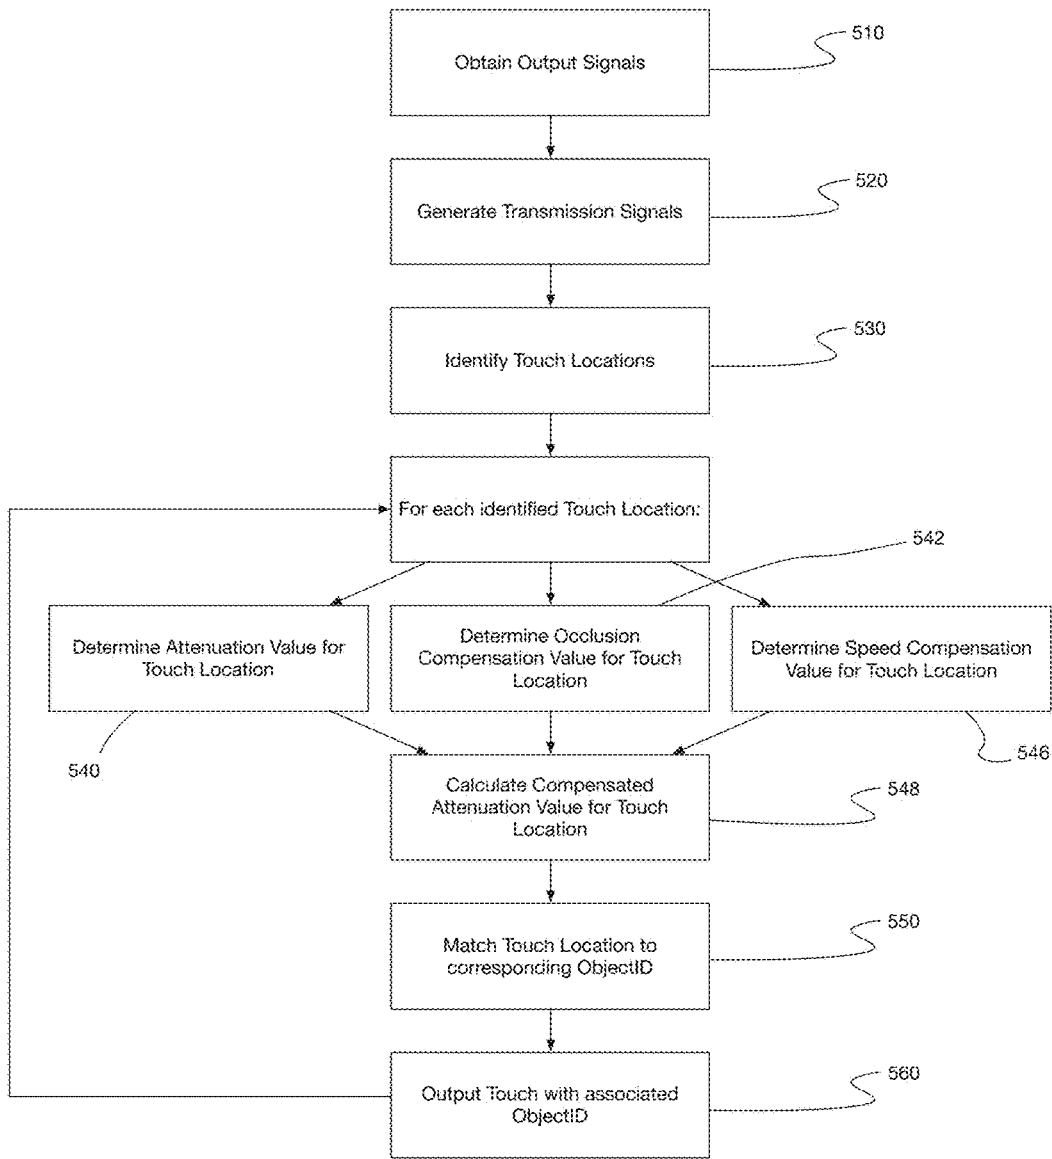 Obtain Output Signals
510
Generate Transmission Signals
520
Identify Touch Locations
530
For each identified Touch Location:
542
Determine Attenuation Value for
Touch Location
Determine Occlusion
Compensation Value for Touch
Location
Determine Speed Compensation
Value for Touch Location
540
546
Calculate Compensated
Attenuation Value for Touch
Location
548
Match Touch Location to
corresponding ObjectID
550
Output Touch with associated
ObjectID
560